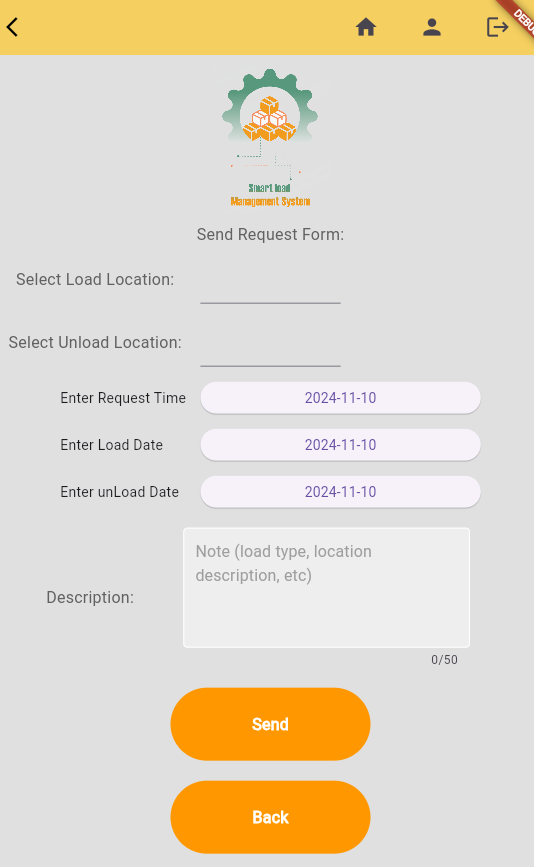 DEBUG
Smart load
Management System
Send Request Form:
Select Load Location:
Select Unload Location:
Enter Request Time 2024-11-10
Enter Load Date 2024-11-10
Enter unLoad Date 2024-11-10
Note (load type, location
description, etc)
Description:
0/50
Send
Back